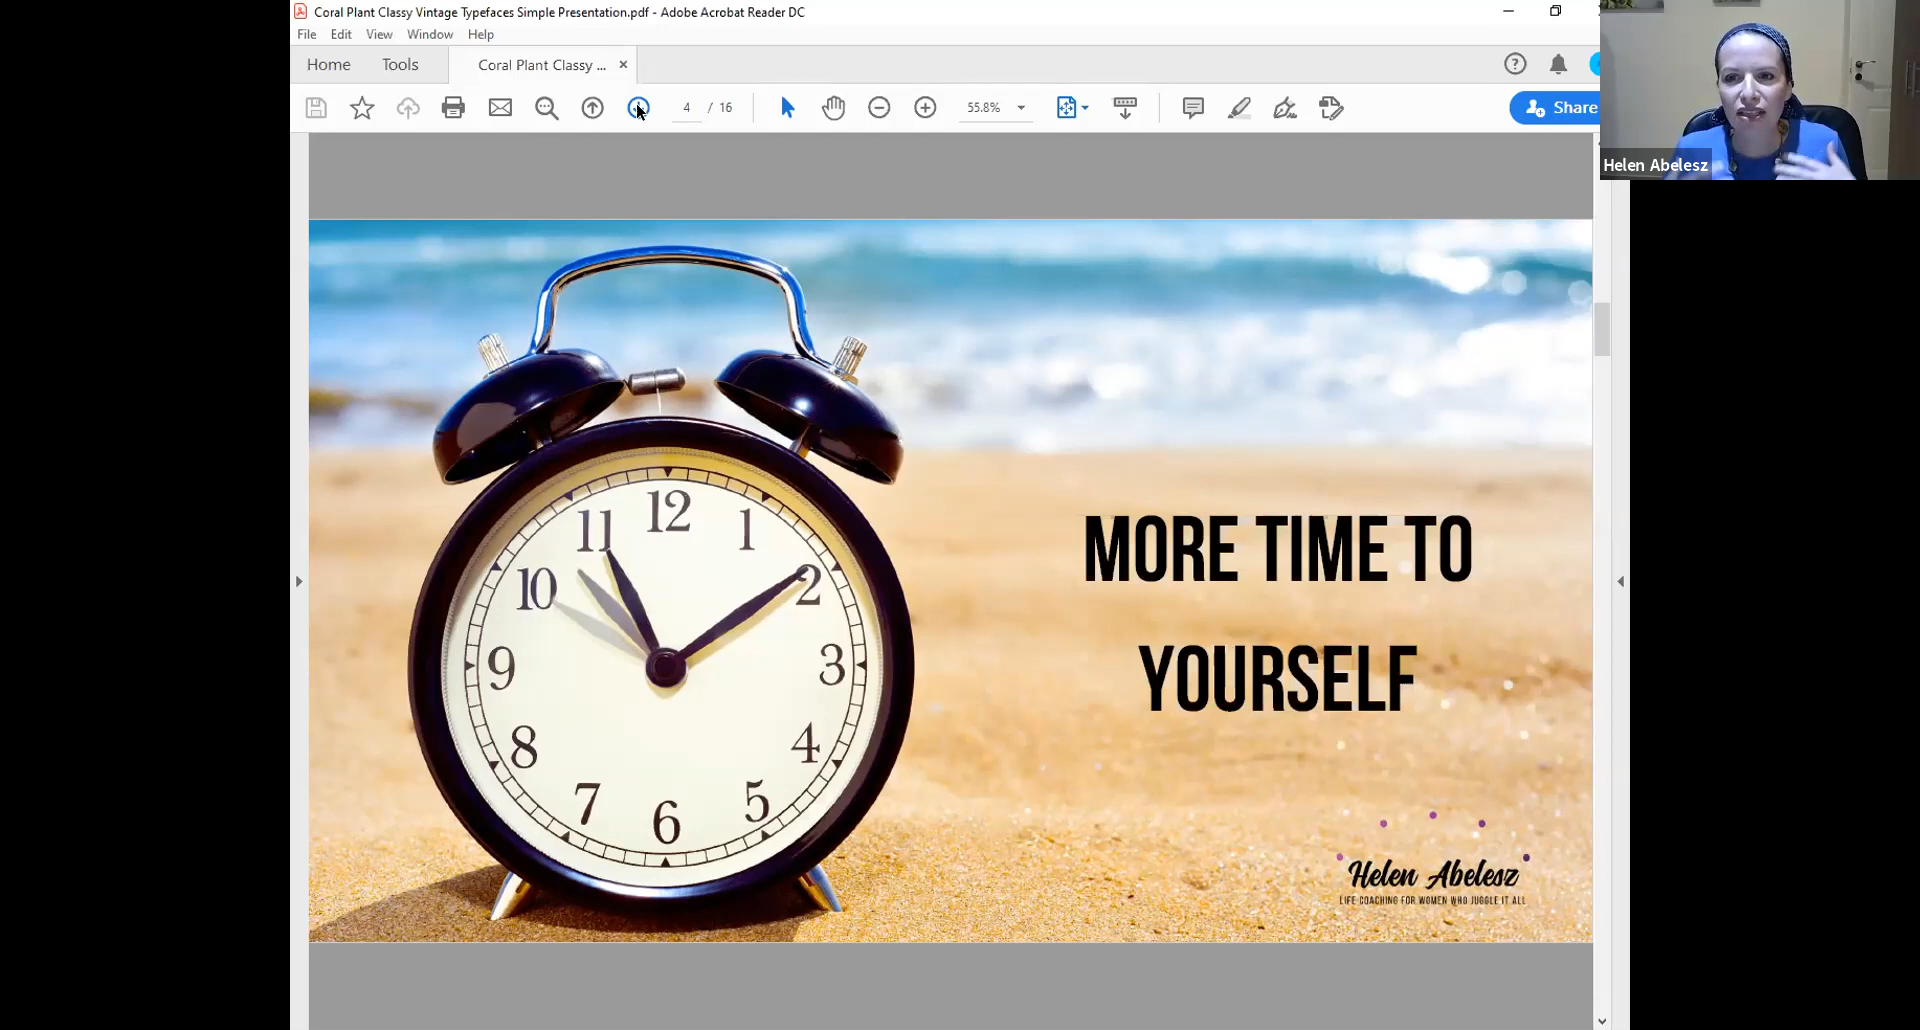 Coral Plant Classy Vintage Typefaces Simple Presentation.pdf - Adobe Acrobat Reader DC
File Edit View Window Help
Home Tools Coral Plant Classy ... ×
4 / 16 55.8% Share
Helen Abelesz
12
11 1
10 2
9 3
8 4
7 5
6
MORE TIME TO
YOURSELF
Helen Abelesz
LIFE COACHING FOR WOMEN WHO JUGGLE IT ALL